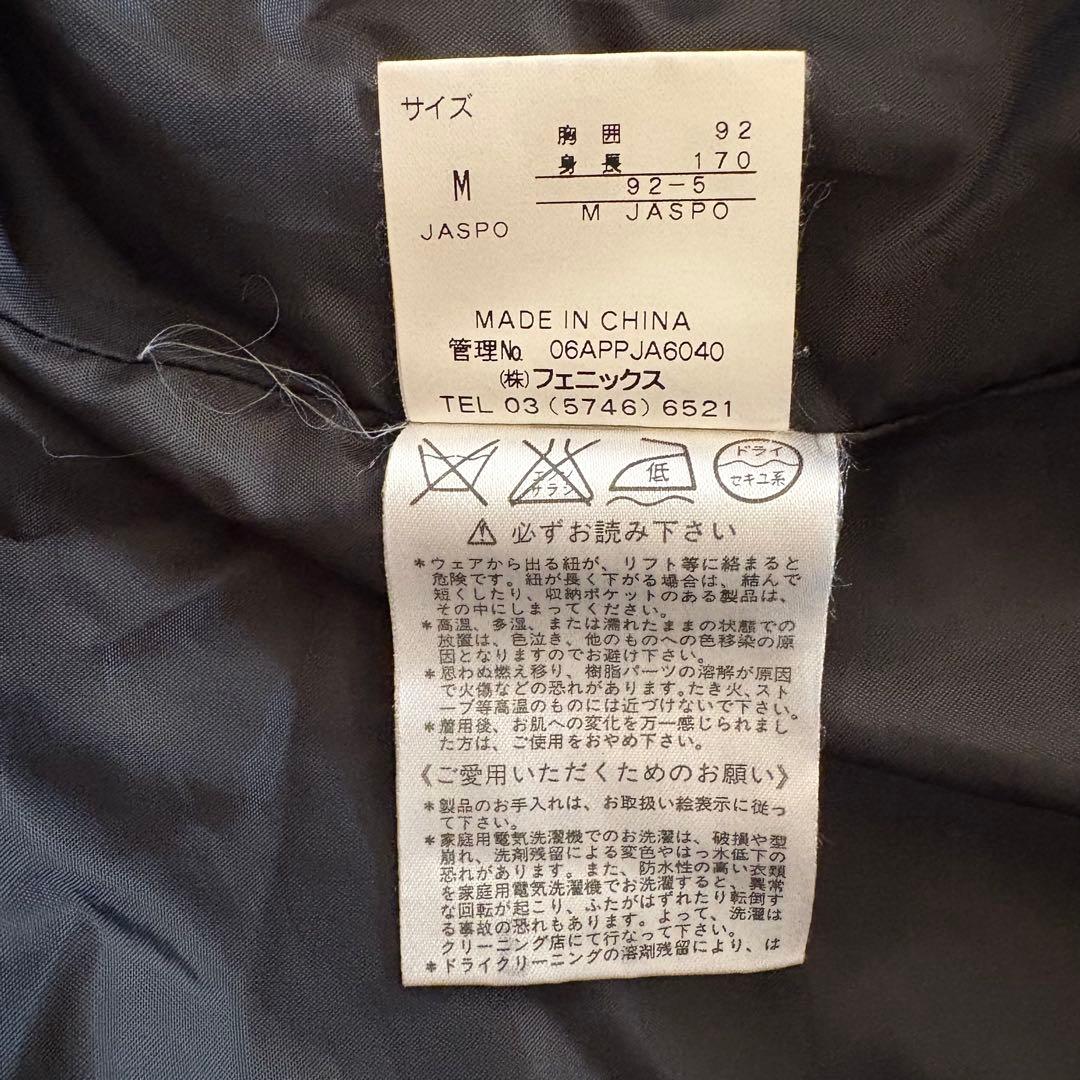 サイズ
胸囲 92
身長 170
92-5
M JASPO
M
JASPO
MADE IN CHINA
管理№ 06APPJA6040
(株)フェニックス
TEL 03(5746)6521
エンソ
サラシ
低
ドライ
セキユ系
⚠ 必ずお読み下さい
*ウェアから出る紐が、リフト等に絡まると
危険です。紐が長く下がる場合は、結んで
短くしたり、収納ポケットのある製品は、
その中にしまってください。
*高温、多湿、または濡れたままの状態での
放置は、色泣き、他のものへの色移染の原
因となりますのでお避け下さい。
*思わぬ燃え移り、樹脂パーツの溶解が原因
で火傷などの恐れがあります。たき火、スト
ーブ等高温のものには近づけないで下さい。
*着用後、お肌への変化を万一感じられまし
た方は、ご使用をおやめ下さい。
《ご愛用いただくためのお願い》
*製品のお手入れは、お取扱い絵表示に従っ
て下さい。
*家庭用電気洗濯機でのお洗濯は、破損や型
崩れ、洗剤残留による変色やはっ水低下の
恐れがあります。また、防水性の高い衣類
を家庭用電気洗濯機でお洗濯すると、異常
な回転が起こり、ふたがはずれたり転倒す
る事故の恐れもあります。よって、洗濯は
クリーニング店にて行なって下さい。
*ドライクリーニングの溶剤残留により、は